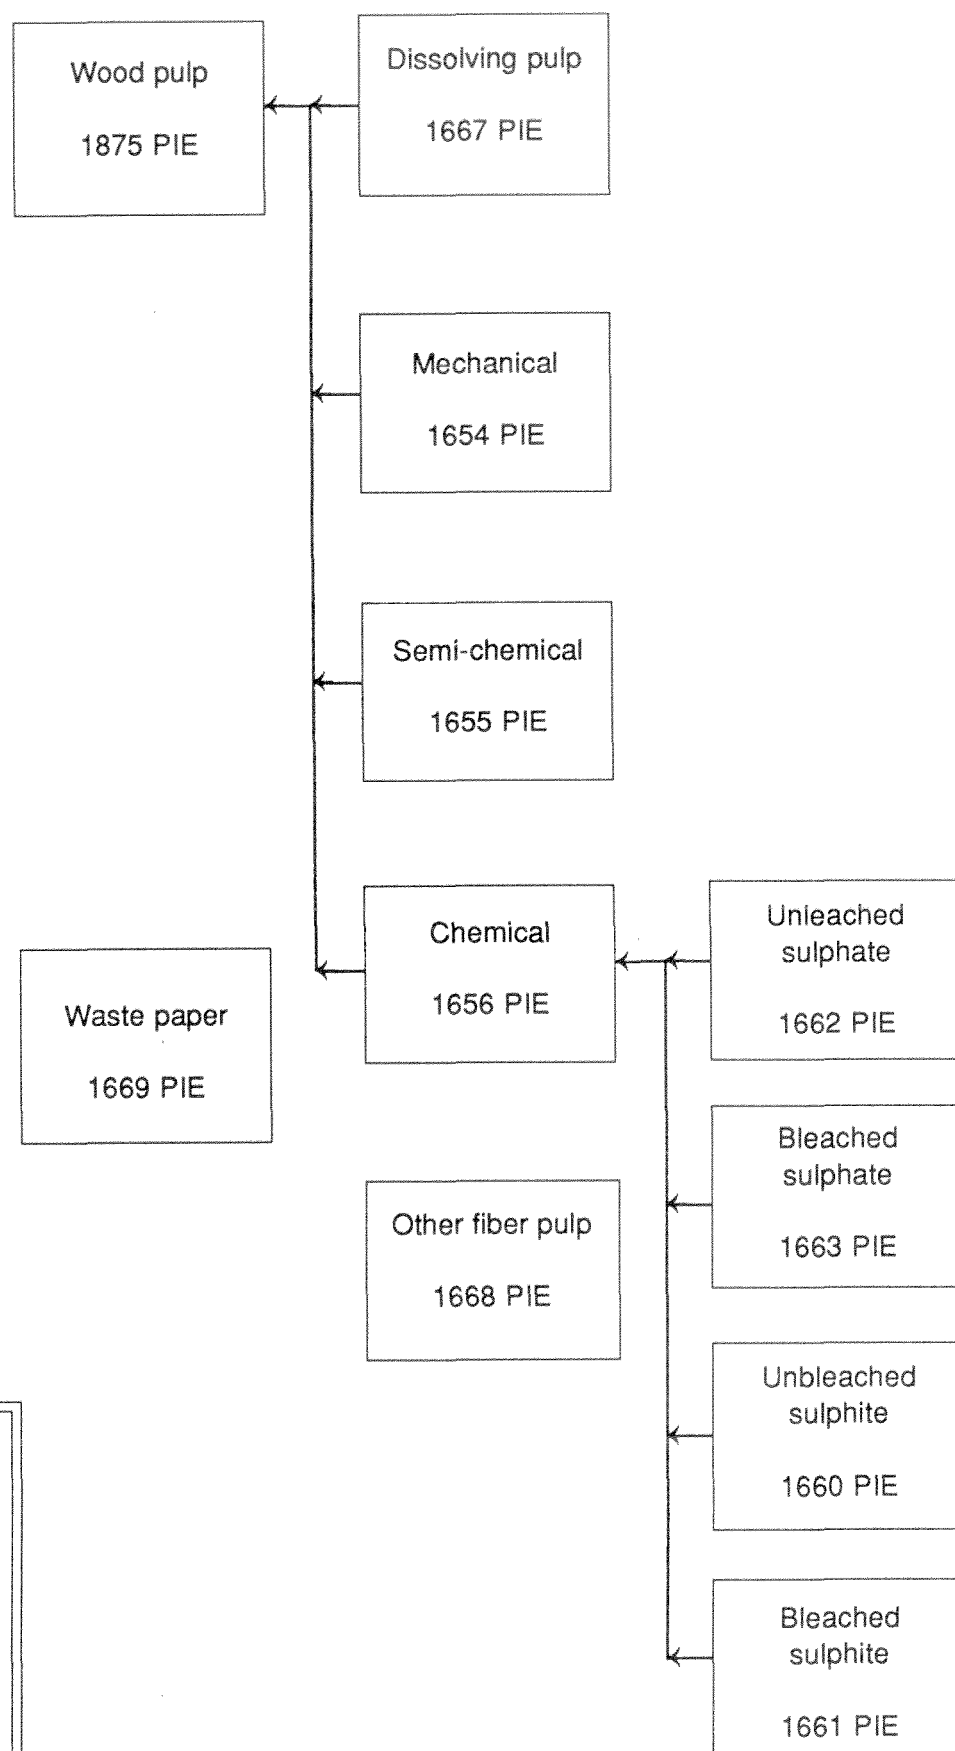 Wood pulp
1875 PIE
Dissolving pulp
1667 PIE
Mechanical
1654 PIE
Semi-chemical
1655 PIE
Chemical
1656 PIE
Unleached
sulphate
1662 PIE
Waste paper
1669 PIE
Bleached
sulphate
1663 PIE
Other fiber pulp
1668 PIE
Unbleached
sulphite
1660 PIE
Bleached
sulphite
1661 PIE